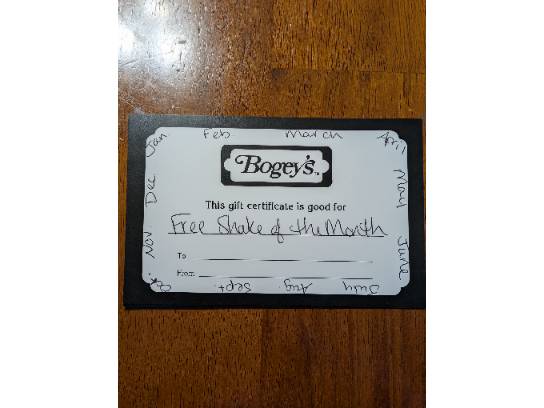 Jan.
Feb
March
April
May
June
July
Aug.
Sept.
Oct.
Nov
Dec
Bogey's
This gift certificate is good for
Free Shake of the Month
To
From